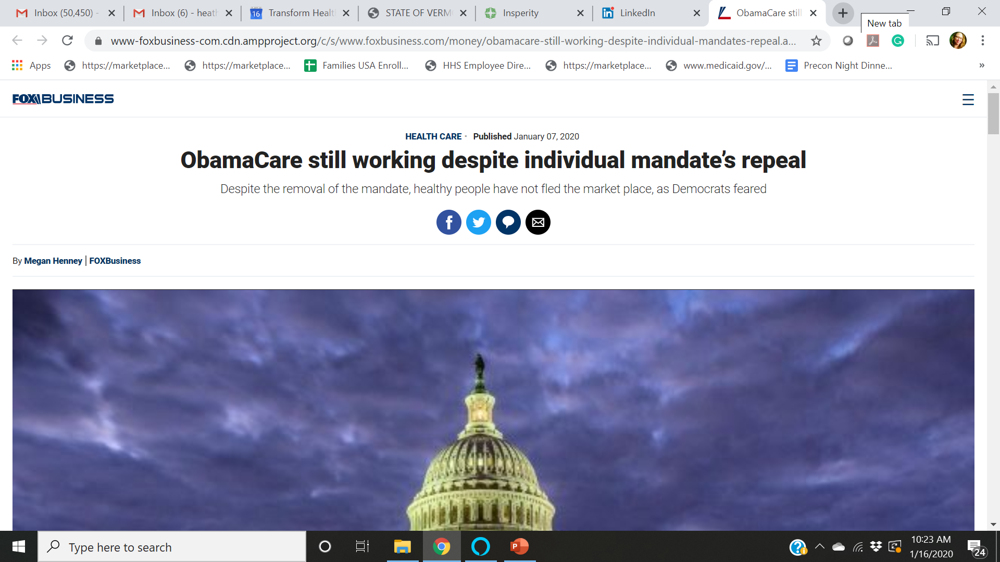 Inbox (50,450) -
Inbox (6) - heath
16
Transform Healt
STATE OF VERM
Insperity
in
LinkedIn
ObamaCare still
New tab
www-foxbusiness-com.cdn.ampproject.org/c/s/www.foxbusiness.com/money/obamacare-still-working-despite-individual-mandates-repeal.a...
Apps
https://marketplace...
https://marketplace...
Families USA Enroll...
HHS Employee Dire...
https://marketplace...
www.medicaid.gov/...
Precon Night Dinne...
»
FOX BUSINESS
HEALTH CARE · Published January 07, 2020
ObamaCare still working despite individual mandate’s repeal
Despite the removal of the mandate, healthy people have not fled the market place, as Democrats feared
By Megan Henney | FOXBusiness
Type here to search
10:23 AM
1/16/2020
24